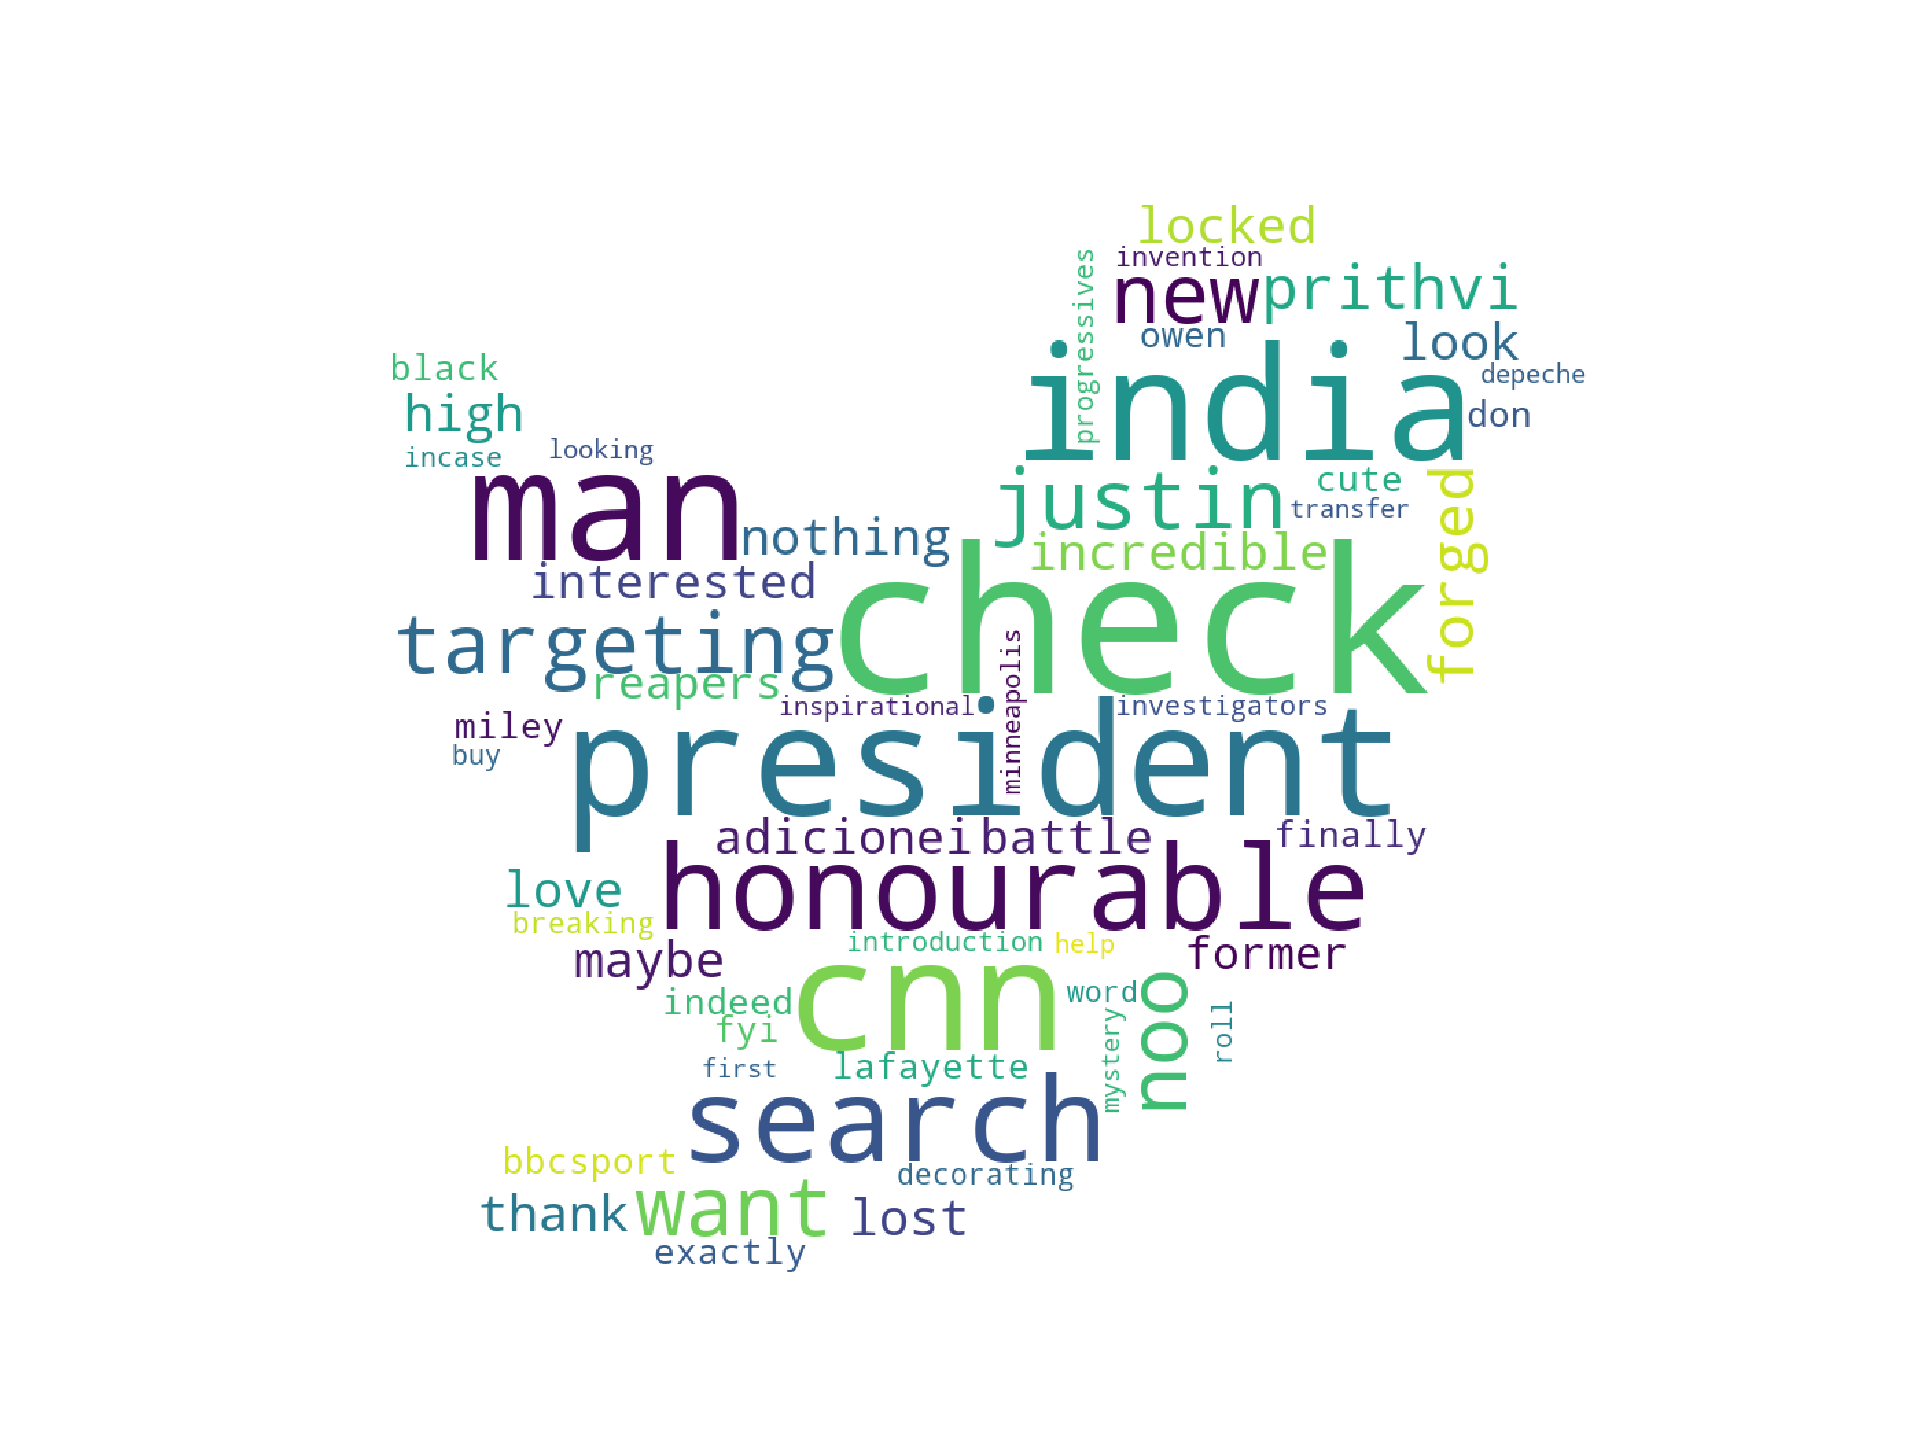 locked
invention
progressives
new
prithvi
owen
look
black
india
depeche
high
don
looking
incase
man
justin
cute
forged
transfer
nothing
incredible
check
interested
targeting
reapers
minneapolis
inspirational
investigators
miley
president
buy
adicionei
battle
finally
honourable
love
breaking
introduction
help
former
maybe
cnn
indeed
word
noo
roll
mystery
fyi
first
lafayette
search
bbcsport
decorating
want
thank
lost
exactly